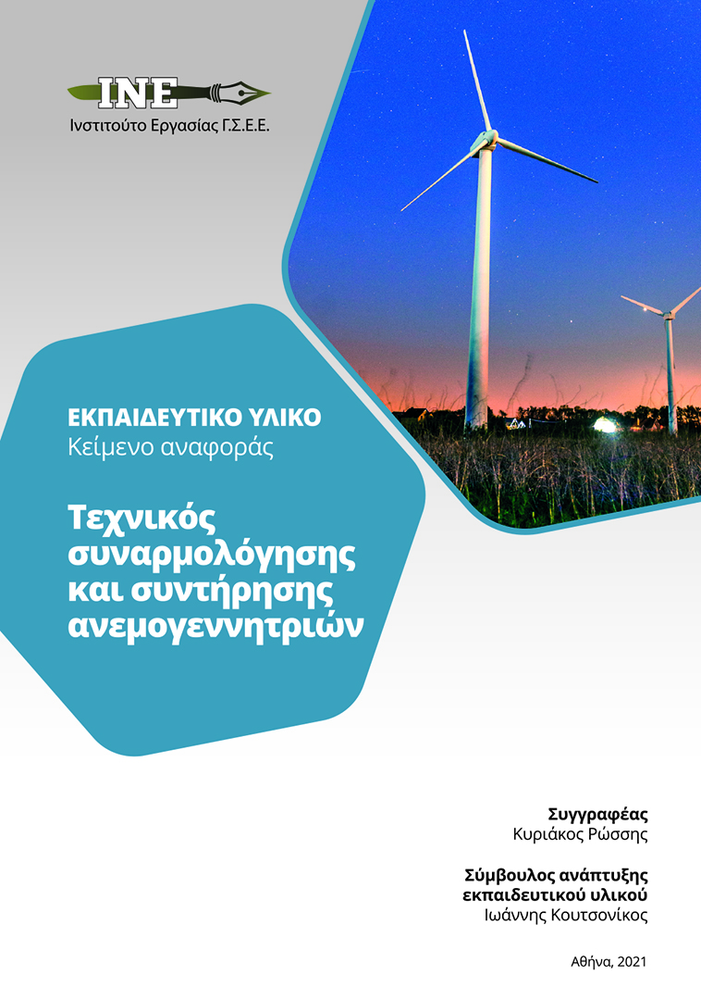 ΙΝΕ
Ινστιτούτο Εργασίας Γ.Σ.Ε.Ε.
ΕΚΠΑΙΔΕΥΤΙΚΟ ΥΛΙΚΟ
Κείμενο αναφοράς
Τεχνικός
συναρμολόγησης
και συντήρησης
ανεμογεννητριών
Συγγραφέας
Κυριάκος Ρώσσης
Σύμβουλος ανάπτυξης
εκπαιδευτικού υλικού
Ιωάννης Κουτσονίκος
Αθήνα, 2021